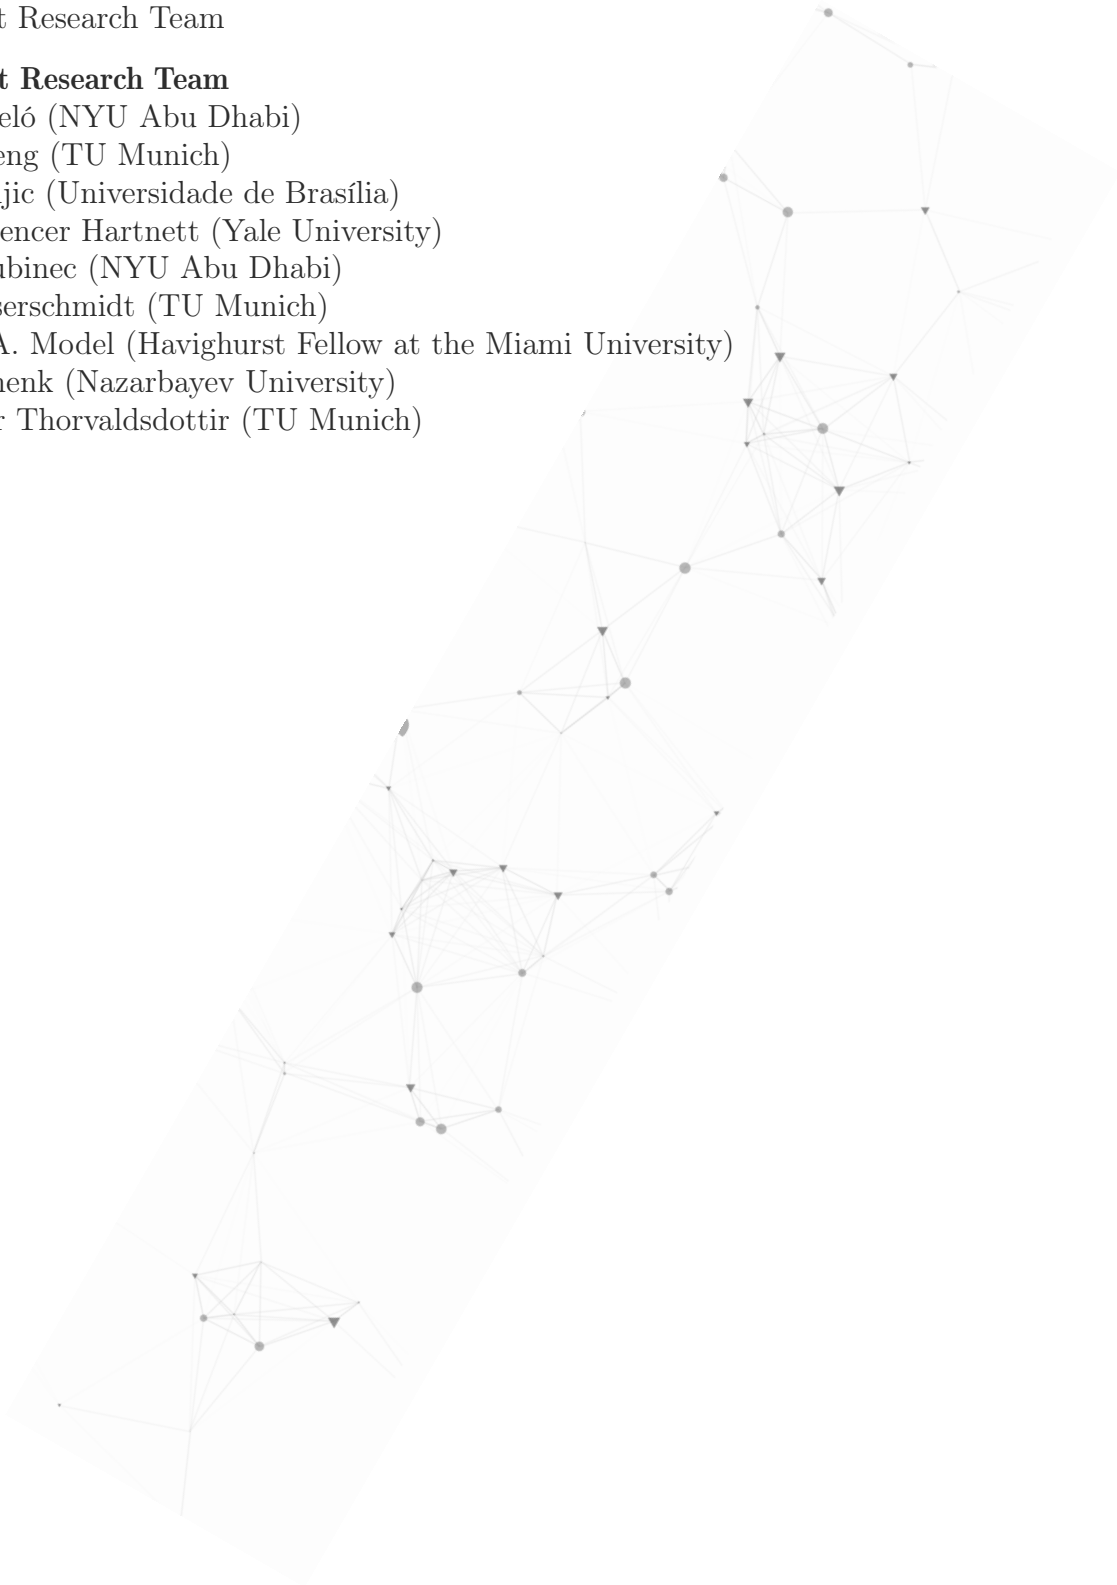 t Research Team
t Research Team
eló (NYU Abu Dhabi)
eng (TU Munich)
jic (Universidade de Brasília)
encer Hartnett (Yale University)
ubinec (NYU Abu Dhabi)
serschmidt (TU Munich)
A. Model (Havighurst Fellow at the Miami University)
henk (Nazarbayev University)
r Thorvaldsdottir (TU Munich)